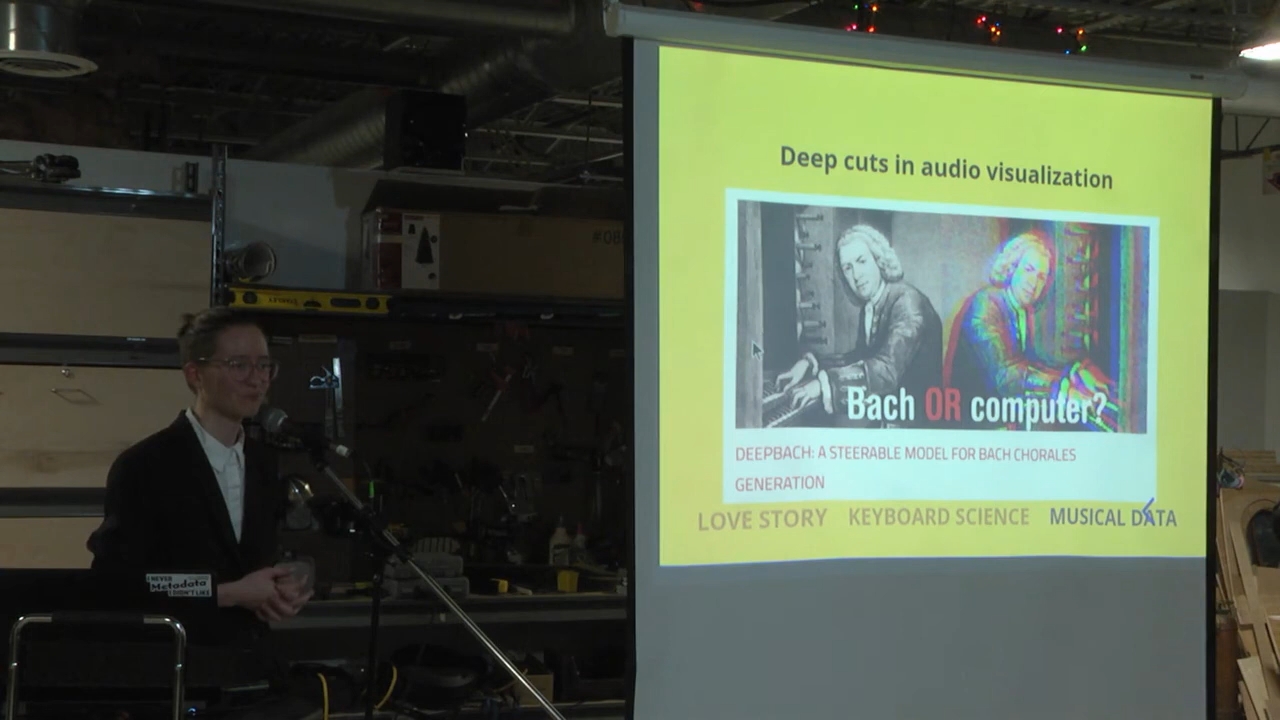 Deep cuts in audio visualization
Bach OR computer?
DEEPBACH: A STEERABLE MODEL FOR BACH CHORALES
GENERATION
LOVE STORY KEYBOARD SCIENCE MUSICAL DATA
I NEVER
Metadata
I DIDN'T LIKE